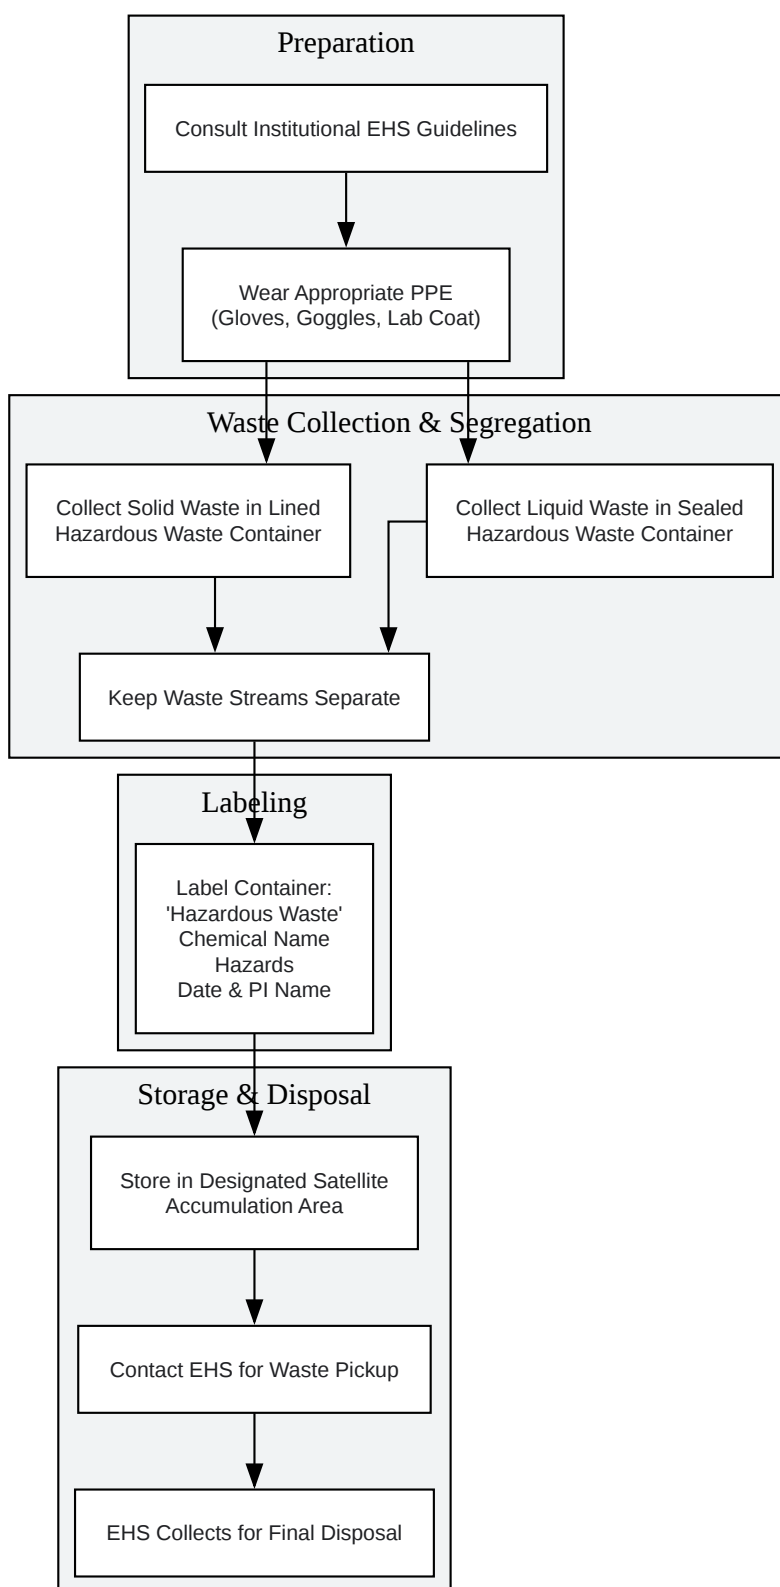 Preparation
Consult Institutional EHS Guidelines
Wear Appropriate PPE
(Gloves, Goggles, Lab Coat)
Waste Collection & Segregation
Collect Solid Waste in Lined
Hazardous Waste Container
Collect Liquid Waste in Sealed
Hazardous Waste Container
Keep Waste Streams Separate
Labeling
Label Container:
'Hazardous Waste'
Chemical Name
Hazards
Date & PI Name
Storage & Disposal
Store in Designated Satellite
Accumulation Area
Contact EHS for Waste Pickup
EHS Collects for Final Disposal